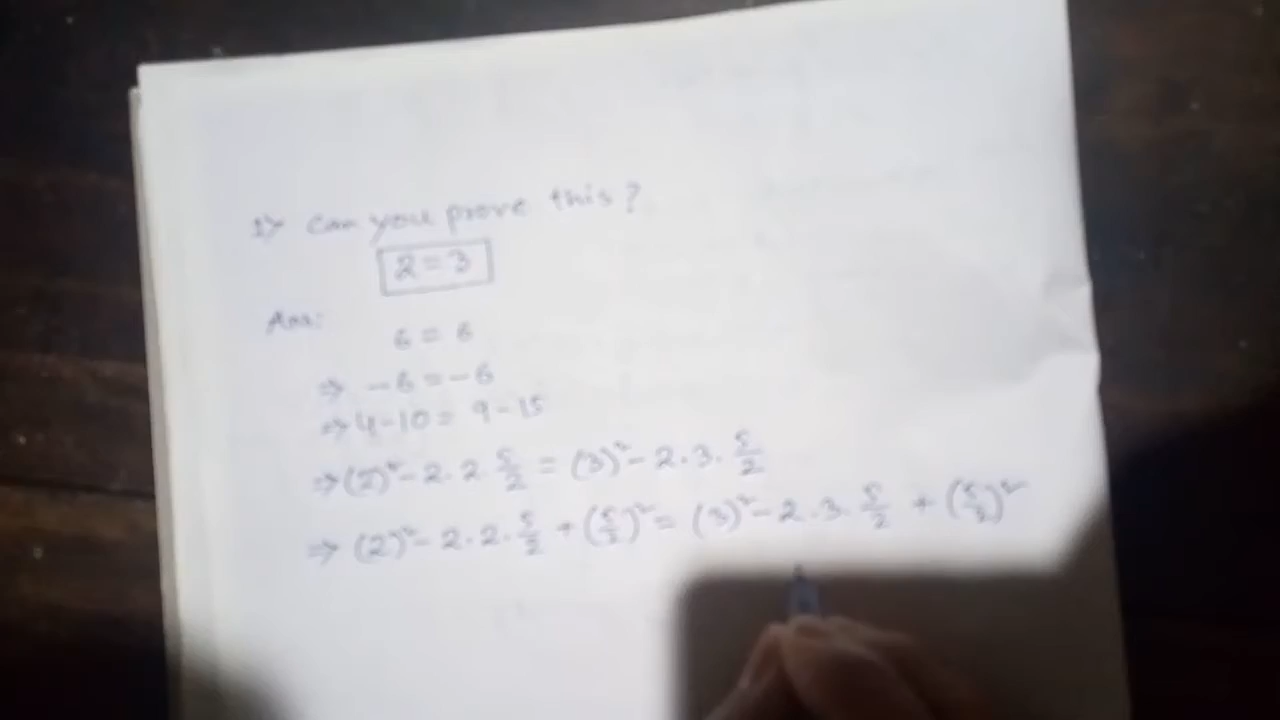 1) Can you prove this?
2 = 3
Ans:
6 = 6
⇒ -6 = -6
⇒ 4-10 = 9-15
⇒ (2)² - 2.2.5/2 = (3)² - 2.3.5/2
⇒ (2)² - 2.2.5/2 + (5/2)² = (3)² - 2.3.5/2 + (5/2)²